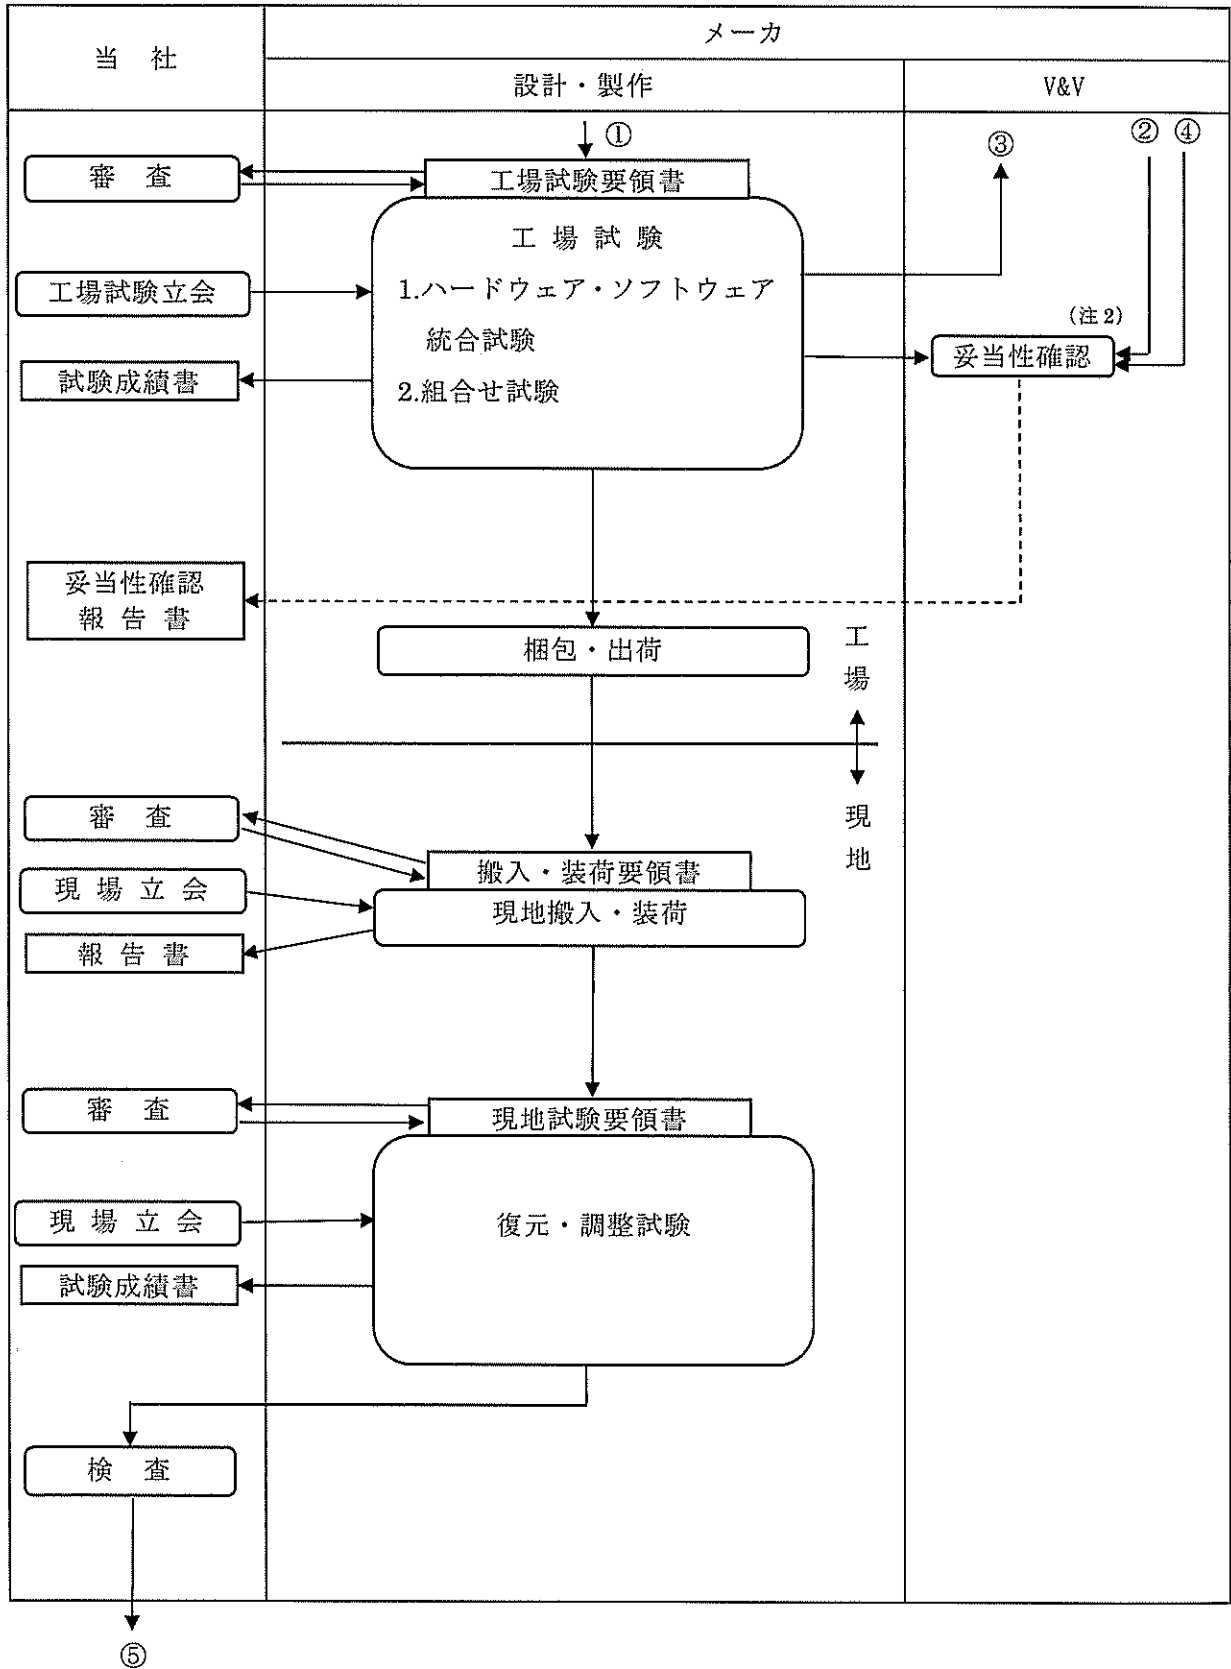 当 社
メーカ
設計・製作
V&V
①
③
② ④
審 査
工場試験要領書
工 場 試 験
工場試験立会
1.ハードウェア・ソフトウェア
統合試験
(注2)
妥当性確認
試験成績書
2.組合せ試験
妥当性確認
報 告 書
梱包・出荷
工
場
現
地
審 査
搬入・装荷要領書
現 場 立 会
現地搬入・装荷
報 告 書
審 査
現地試験要領書
現 場 立 会
復元・調整試験
試験成績書
検 査
⑤